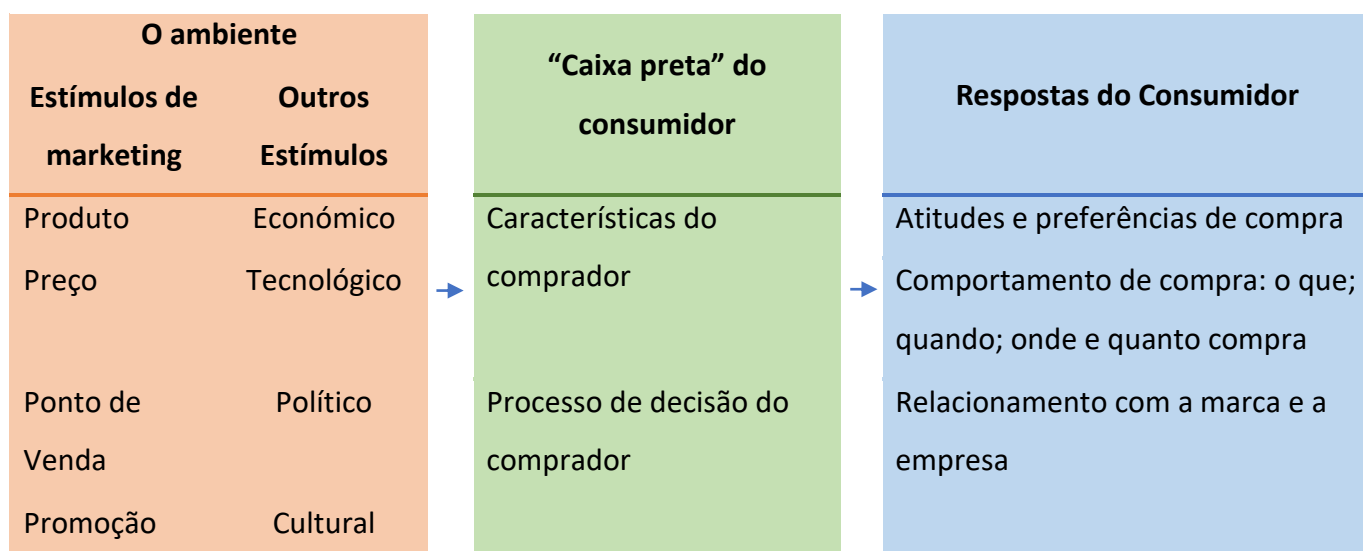 O ambiente
Estímulos de marketing
Outros Estímulos
Produto Económico
Preço Tecnológico
Ponto de Venda Político
Promoção Cultural
“Caixa preta” do
consumidor
Características do
comprador
Processo de decisão do
comprador
Respostas do Consumidor
Atitudes e preferências de compra
Comportamento de compra: o que;
quando; onde e quanto compra
Relacionamento com a marca e a
empresa